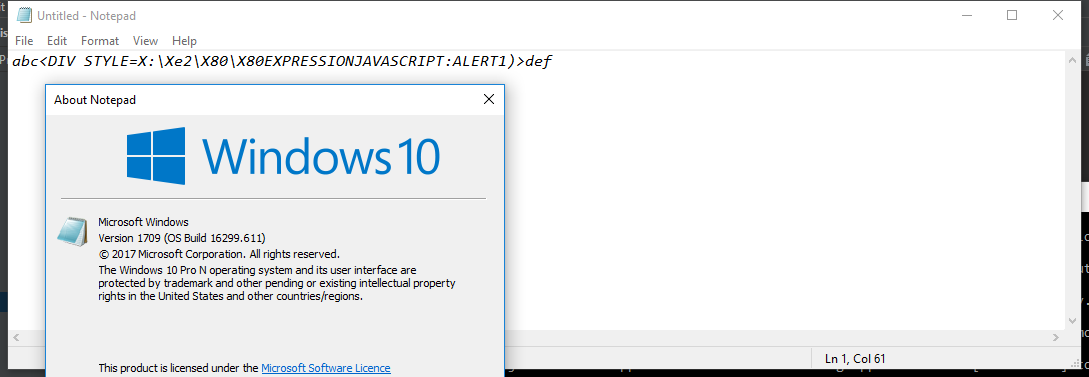 Untitled - Notepad
File Edit Format View Help
abc<DIV STYLE=X:\Xe2\X80\X80EXPRESSIONJAVASCRIPT:ALERT1)>def
About Notepad
Windows 10
Microsoft Windows
Version 1709 (OS Build 16299.611)
© 2017 Microsoft Corporation. All rights reserved.
The Windows 10 Pro N operating system and its user interface are
protected by trademark and other pending or existing intellectual property
rights in the United States and other countries/regions.
This product is licensed under the Microsoft Software Licence
Ln 1, Col 61